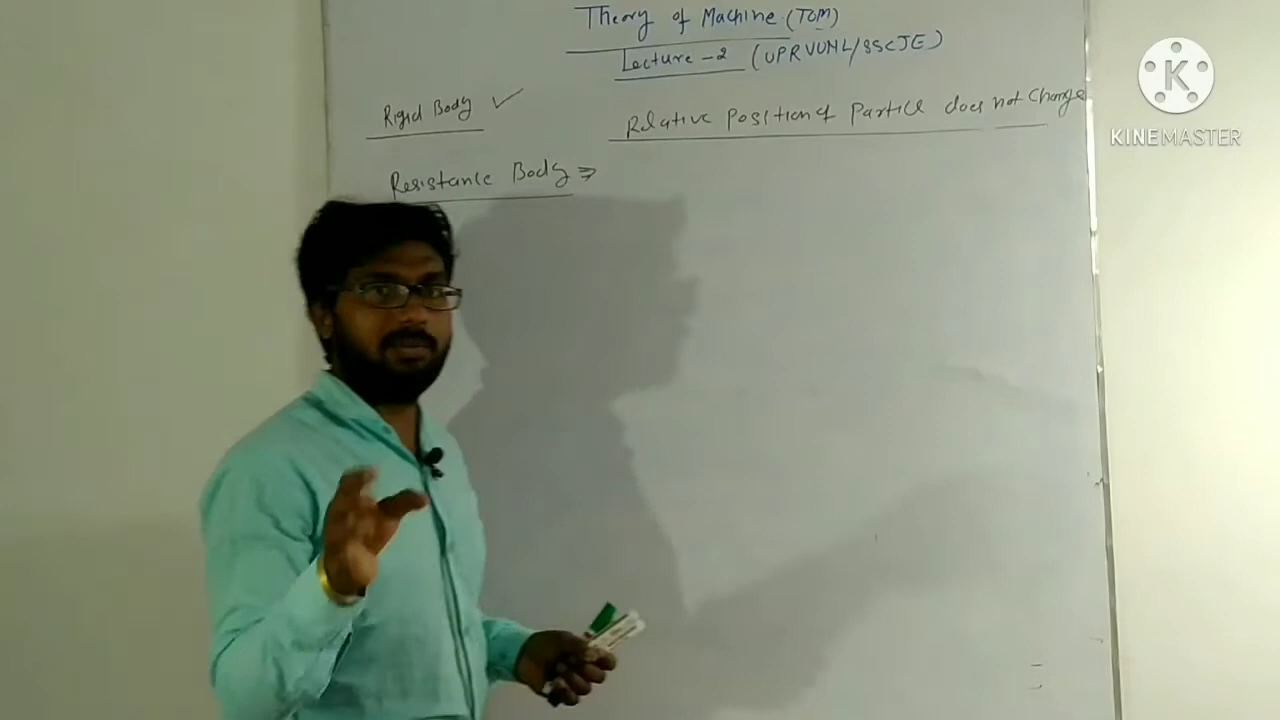 Theory of Machine (TOM)
Lecture - 2 (UPRVUNL/SSCJE)
Rigid Body ✓ Relative Position of Particle does not change
Resistance Body ⇒
K
KINEMASTER